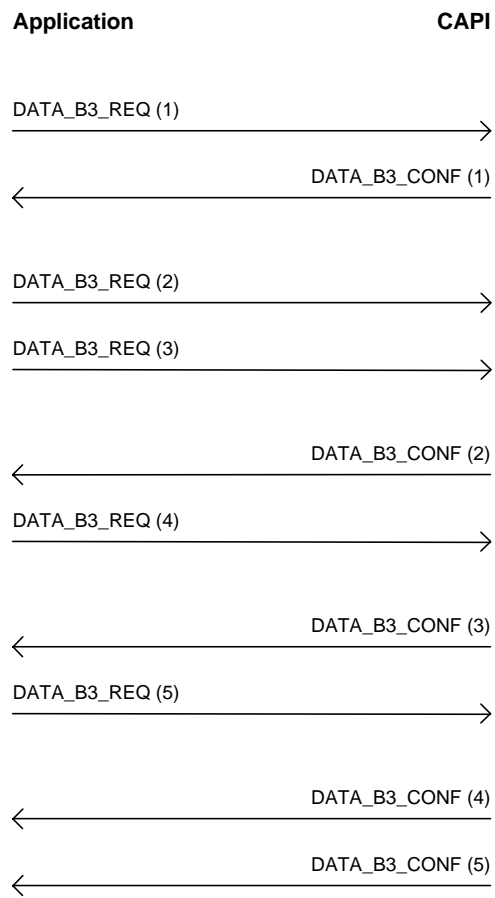 Application CAPI
DATA_B3_REQ (1)
DATA_B3_CONF (1)
DATA_B3_REQ (2)
DATA_B3_REQ (3)
DATA_B3_CONF (2)
DATA_B3_REQ (4)
DATA_B3_CONF (3)
DATA_B3_REQ (5)
DATA_B3_CONF (4)
DATA_B3_CONF (5)